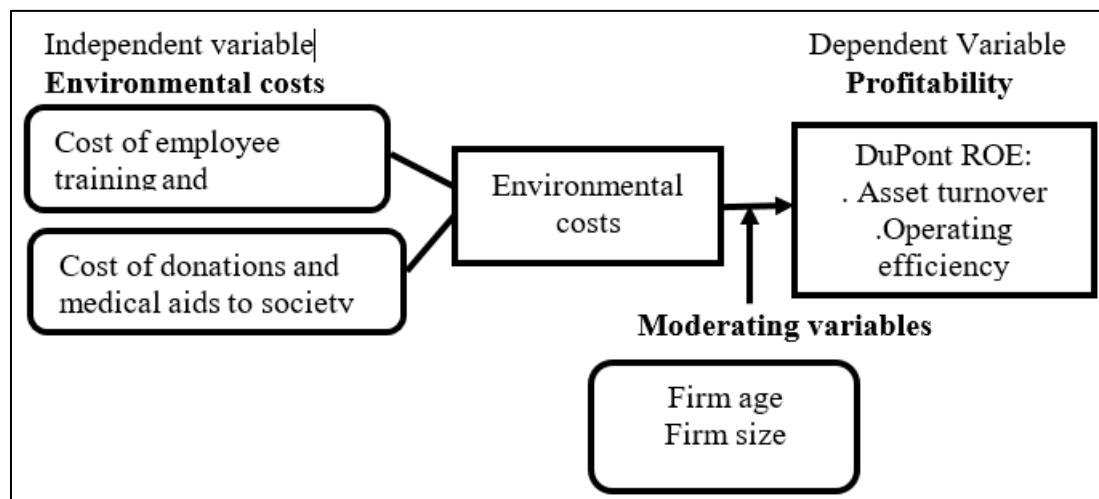 Independent variable
Environmental costs
Cost of employee
training and
Cost of donations and
medical aids to society
Environmental
costs
Dependent Variable
Profitability
DuPont ROE:
. Asset turnover
.Operating
efficiency
Moderating variables
Firm age
Firm size